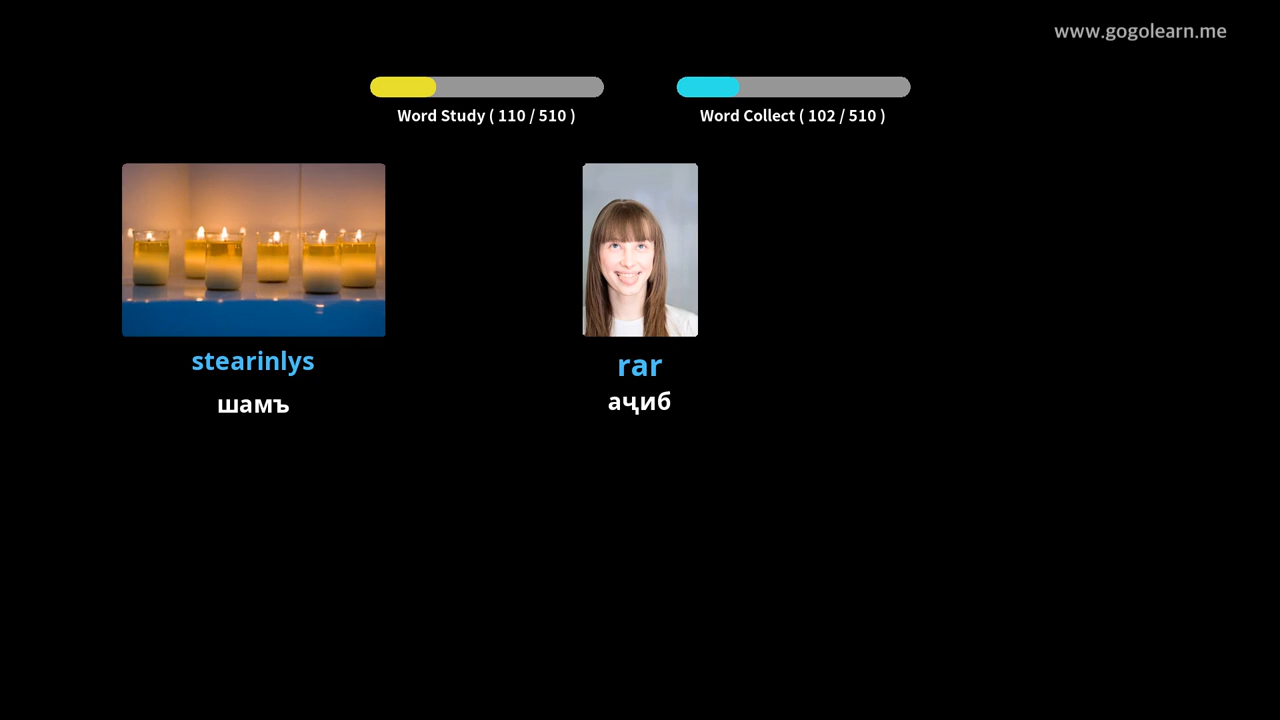 www.gogolearn.me
Word Study ( 110 / 510 )
Word Collect ( 102 / 510 )
stearinlys
шамъ
rar
аҷиб